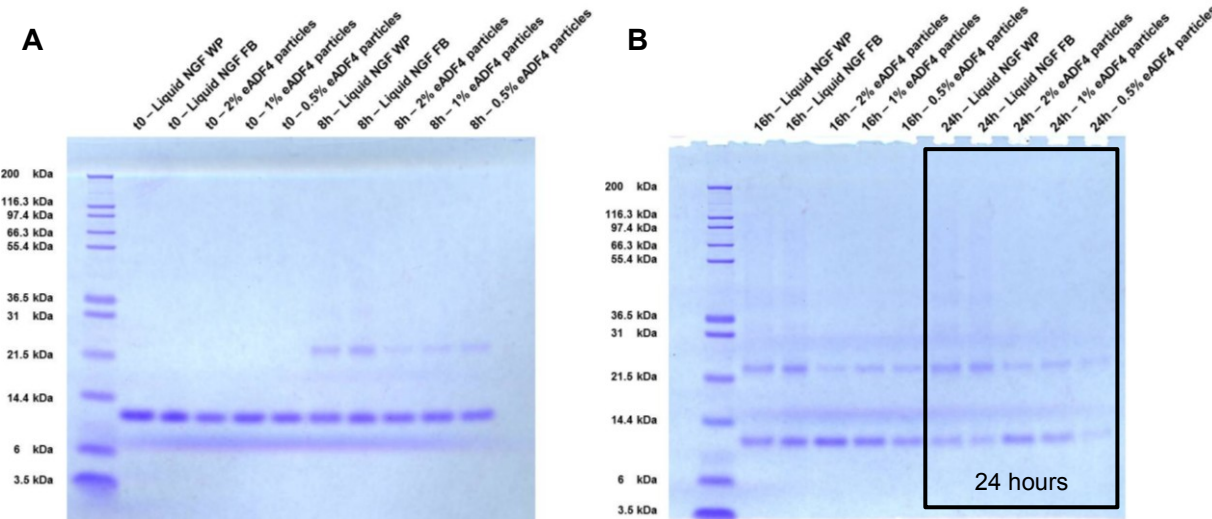 A
t0 – Liquid NGF WP
t0 – Liquid NGF FB
t0 – 2% eADF4 particles
t0 – 1% eADF4 particles
t0 – 0.5% eADF4 particles
8h – Liquid NGF WP
8h – Liquid NGF FB
8h – 2% eADF4 particles
8h – 1% eADF4 particles
8h – 0.5% eADF4 particles
200 kDa
116.3 kDa
97.4 kDa
66.3 kDa
55.4 kDa
36.5 kDa
31 kDa
21.5 kDa
14.4 kDa
6 kDa
3.5 kDa
B
16h – Liquid NGF WP
16h – Liquid NGF FB
16h – 2% eADF4 particles
16h – 1% eADF4 particles
16h – 0.5% eADF4 particles
24h – Liquid NGF WP
24h – Liquid NGF FB
24h – 2% eADF4 particles
24h – 1% eADF4 particles
24h – 0.5% eADF4 particles
200 kDa
116.3 kDa
97.4 kDa
66.3 kDa
55.4 kDa
36.5 kDa
31 kDa
21.5 kDa
14.4 kDa
6 kDa
3.5 kDa
24 hours